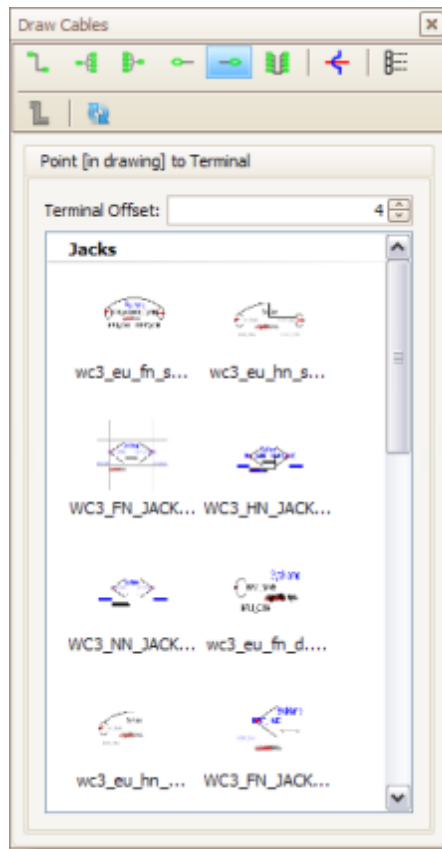 Draw Cables
Point [in drawing] to Terminal
Terminal Offset: 4
Jacks
wc3_eu_fn_s... wc3_eu_hn_s...
WC3_FN_JACK... WC3_HN_JACK...
WC3_NN_JACK... wc3_eu_fn_d....
wc3_eu_hn_... WC3_FN_JACK...